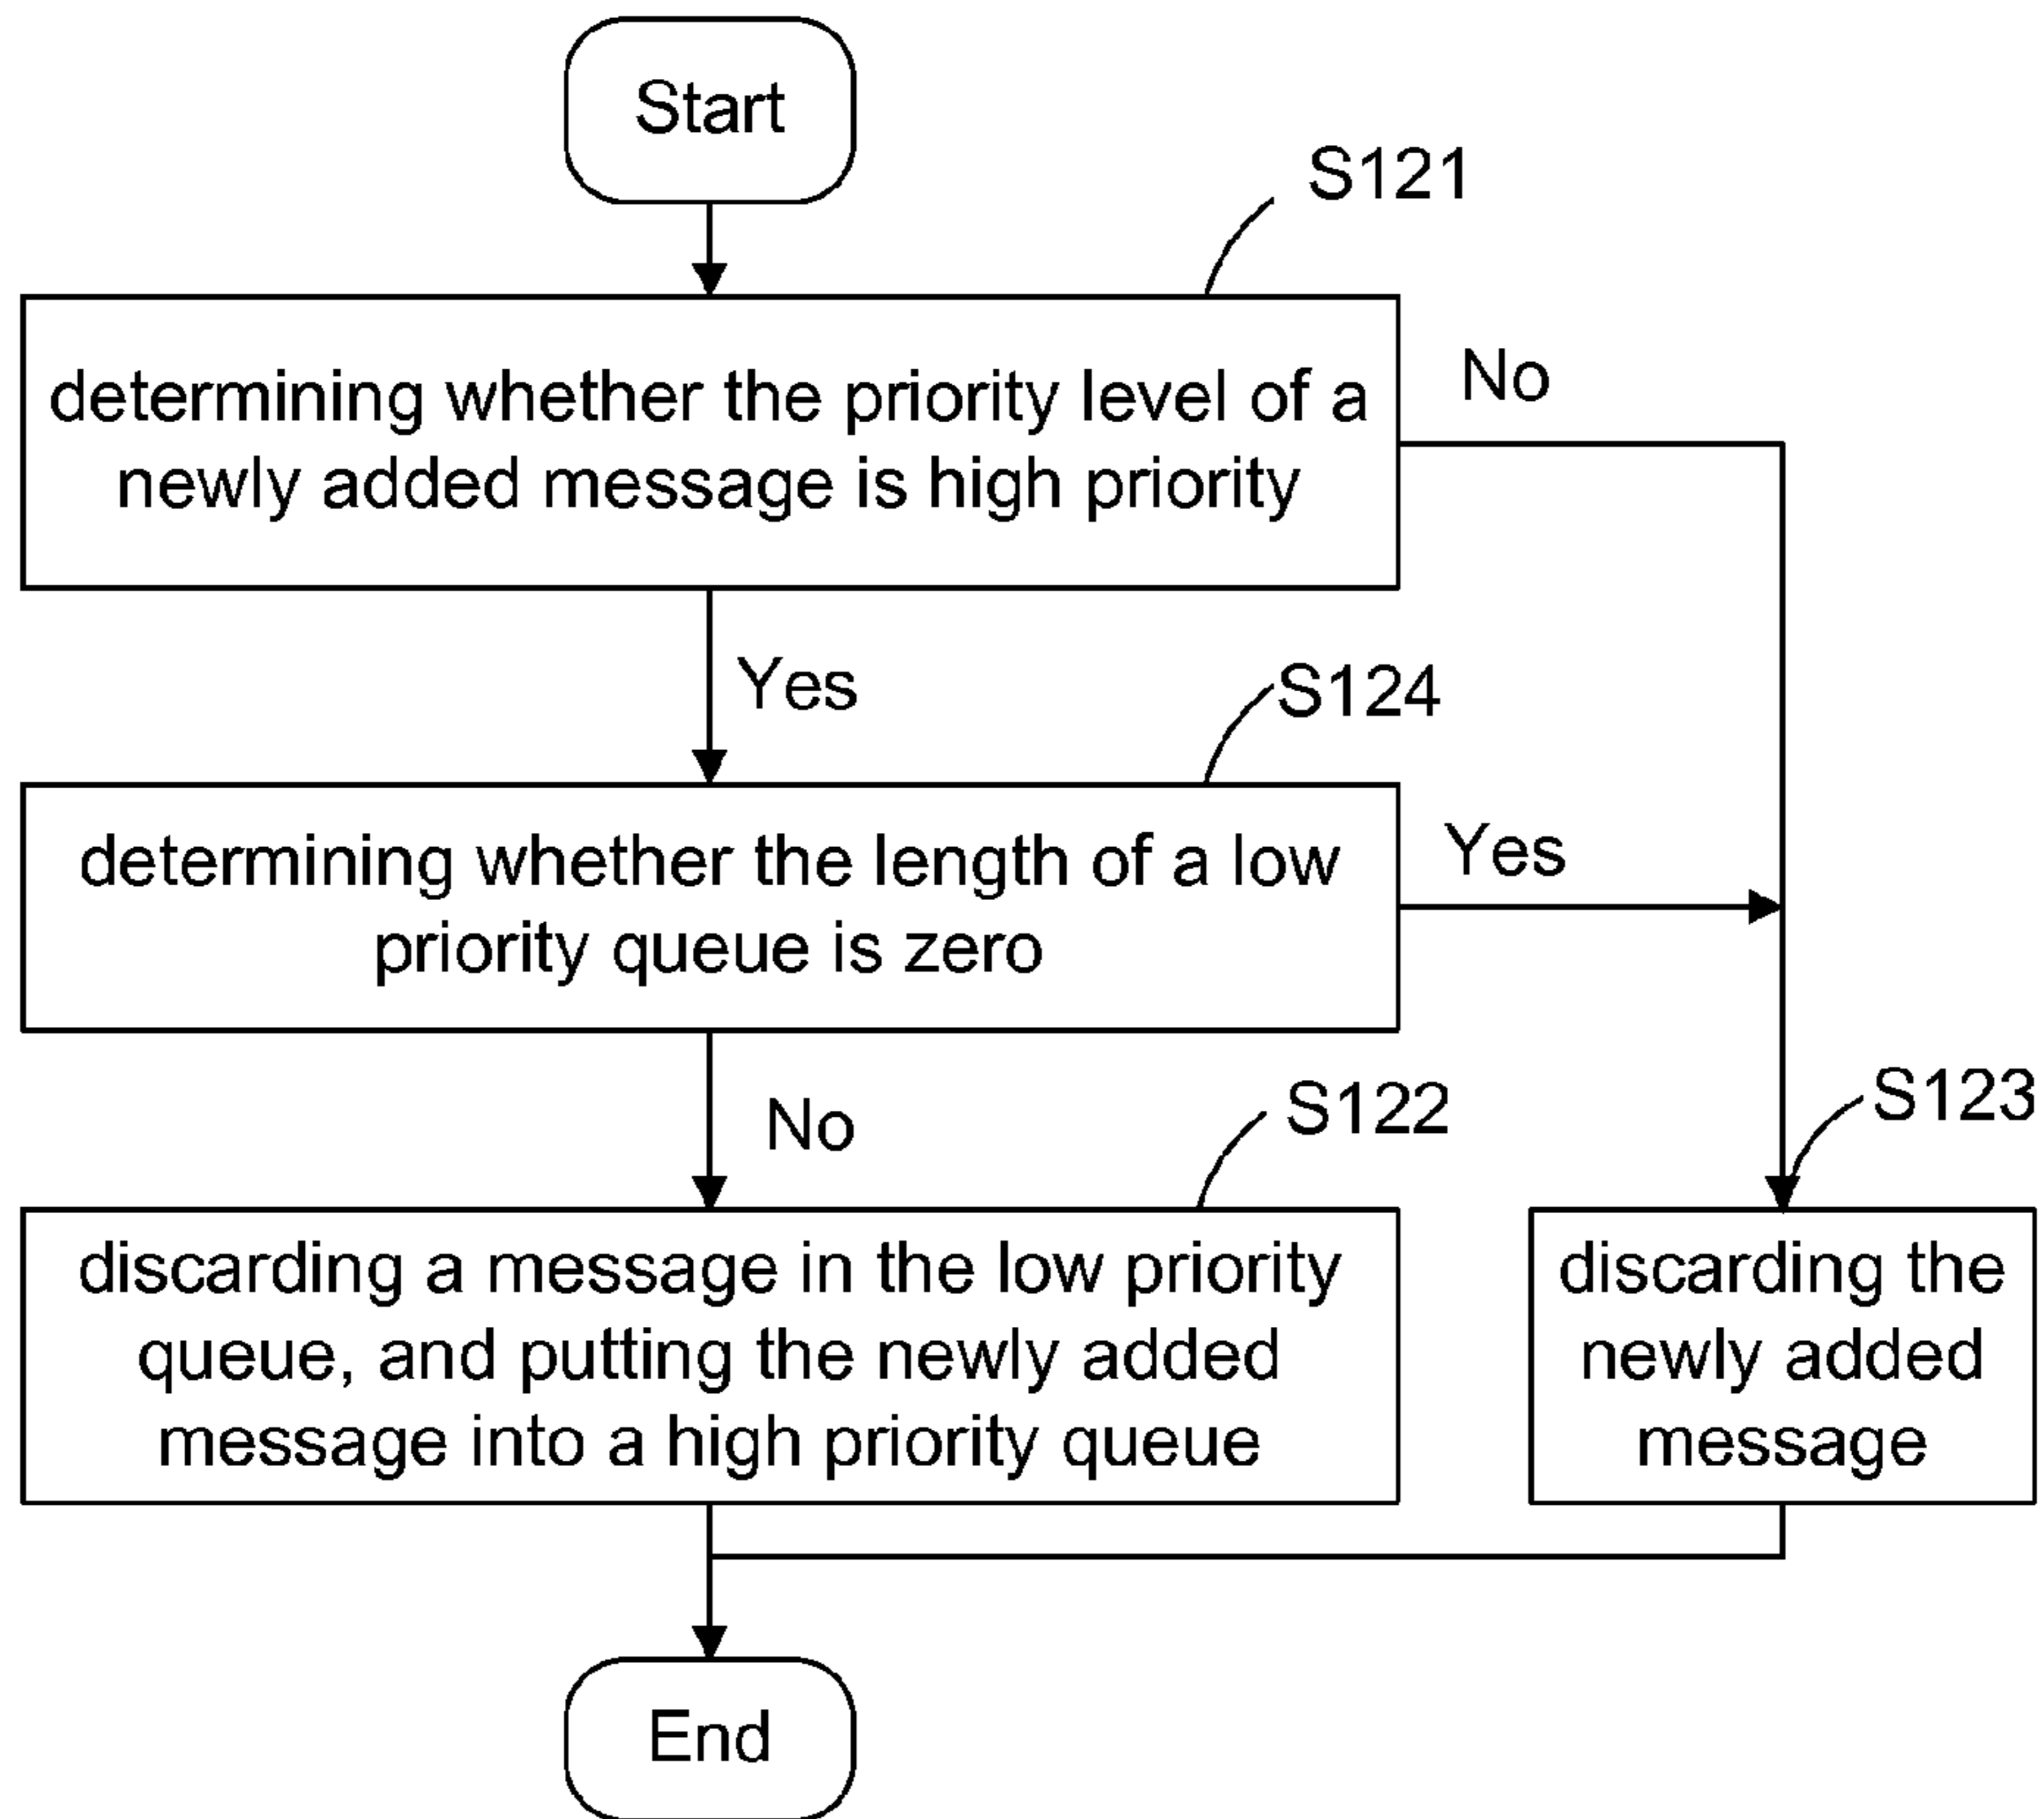 Start
S121
determining whether the priority level of a
newly added message is high priority
No
Yes
S124
determining whether the length of a low
priority queue is zero
Yes
No
S122
S123
discarding a message in the low priority
queue, and putting the newly added
message into a high priority queue
discarding the
newly added
message
End